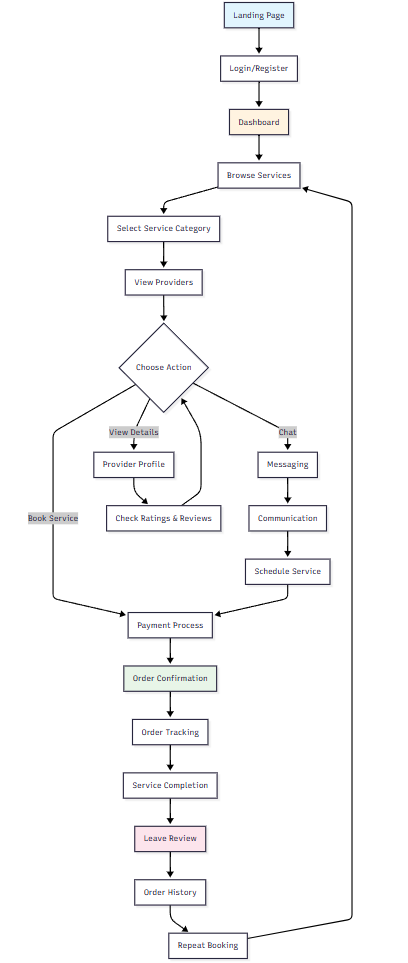 Landing Page
Login/Register
Dashboard
Browse Services
Select Service Category
View Providers
Choose Action
View Details
Chat
Provider Profile
Messaging
Book Service
Check Ratings & Reviews
Communication
Schedule Service
Payment Process
Order Confirmation
Order Tracking
Service Completion
Leave Review
Order History
Repeat Booking